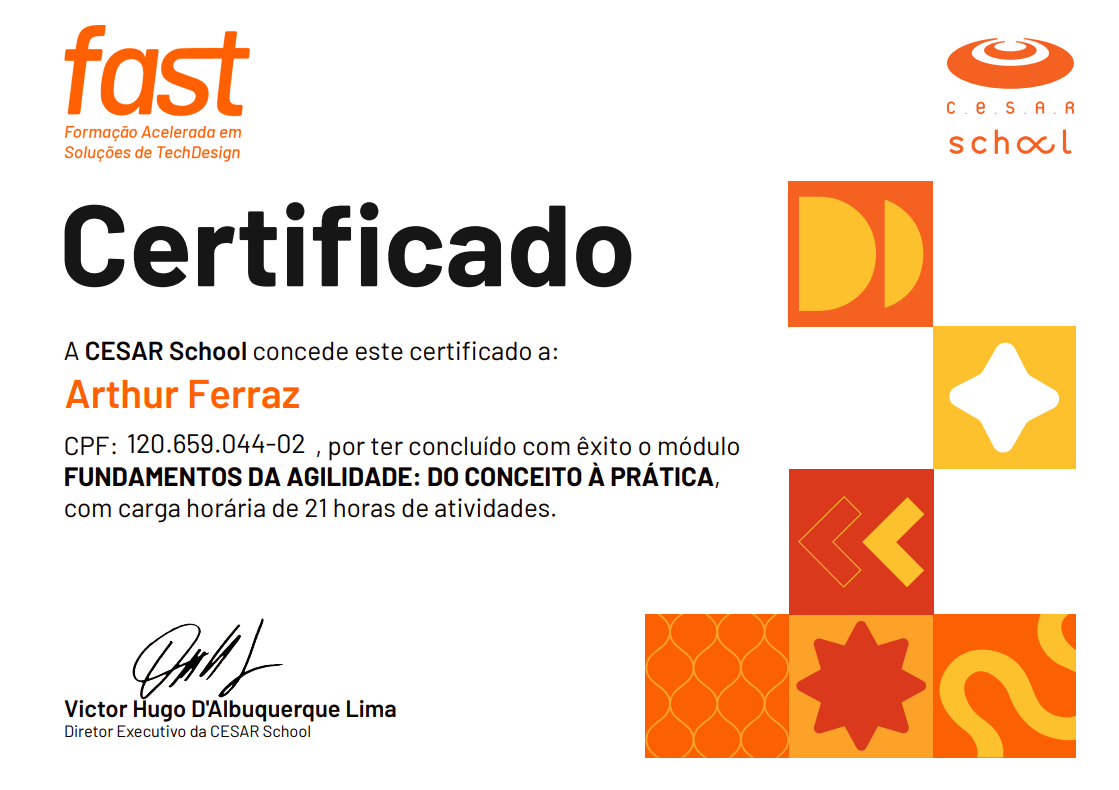 fast
Formação Acelerada em
Soluções de TechDesign
C.E.S.A.R
school
Certificado
A CESAR School concede este certificado a:
Arthur Ferraz
CPF: 120.659.044-02 , por ter concluído com êxito o módulo
FUNDAMENTOS DA AGILIDADE: DO CONCEITO À PRÁTICA,
com carga horária de 21 horas de atividades.
Victor Hugo D'Albuquerque Lima
Diretor Executivo da CESAR School